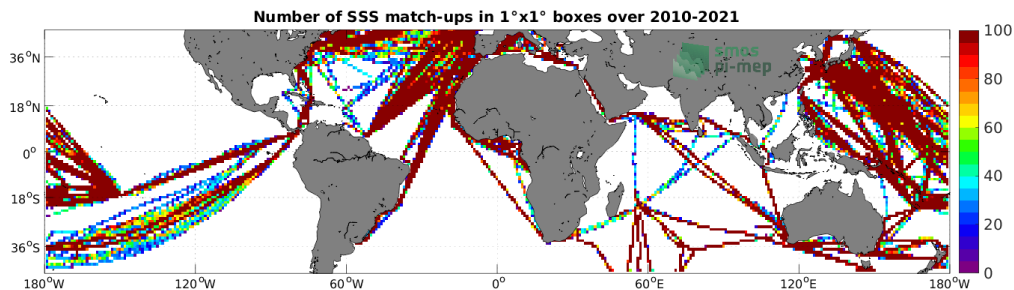 Number of SSS match-ups in 1°x1° boxes over 2010-2021
36°N
18°N
0°
18°S
36°S
180°W
120°W
60°W
0°
60°E
120°E
180°W
100
80
60
40
20
0
smos
pi-mep